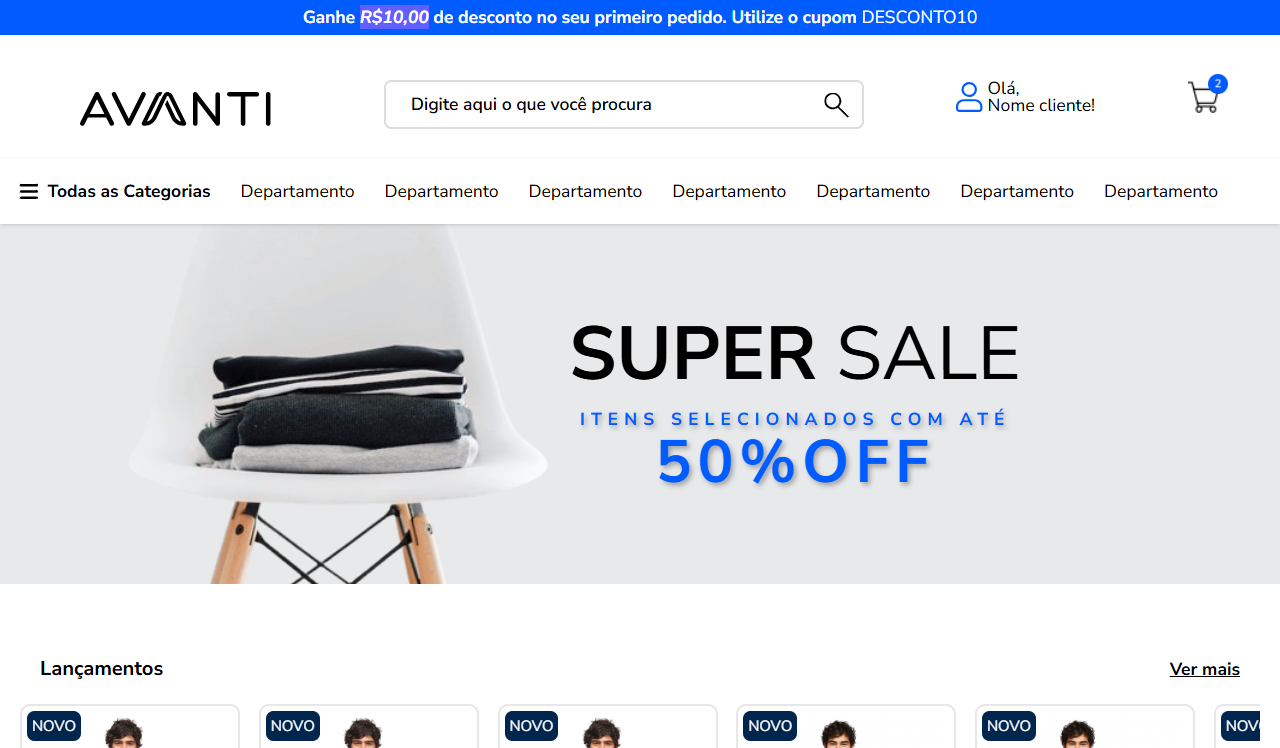 Ganhe R$10,00 de desconto no seu primeiro pedido. Utilize o cupom DESCONTO10
AVANTI
Digite aqui o que você procura
Olá,
Nome cliente!
2
Todas as Categorias Departamento Departamento Departamento Departamento Departamento Departamento Departamento
SUPER SALE
ITENS SELECIONADOS COM ATÉ
50%OFF
Lançamentos
Ver mais
NOVO NOVO NOVO NOVO NOVO NOV